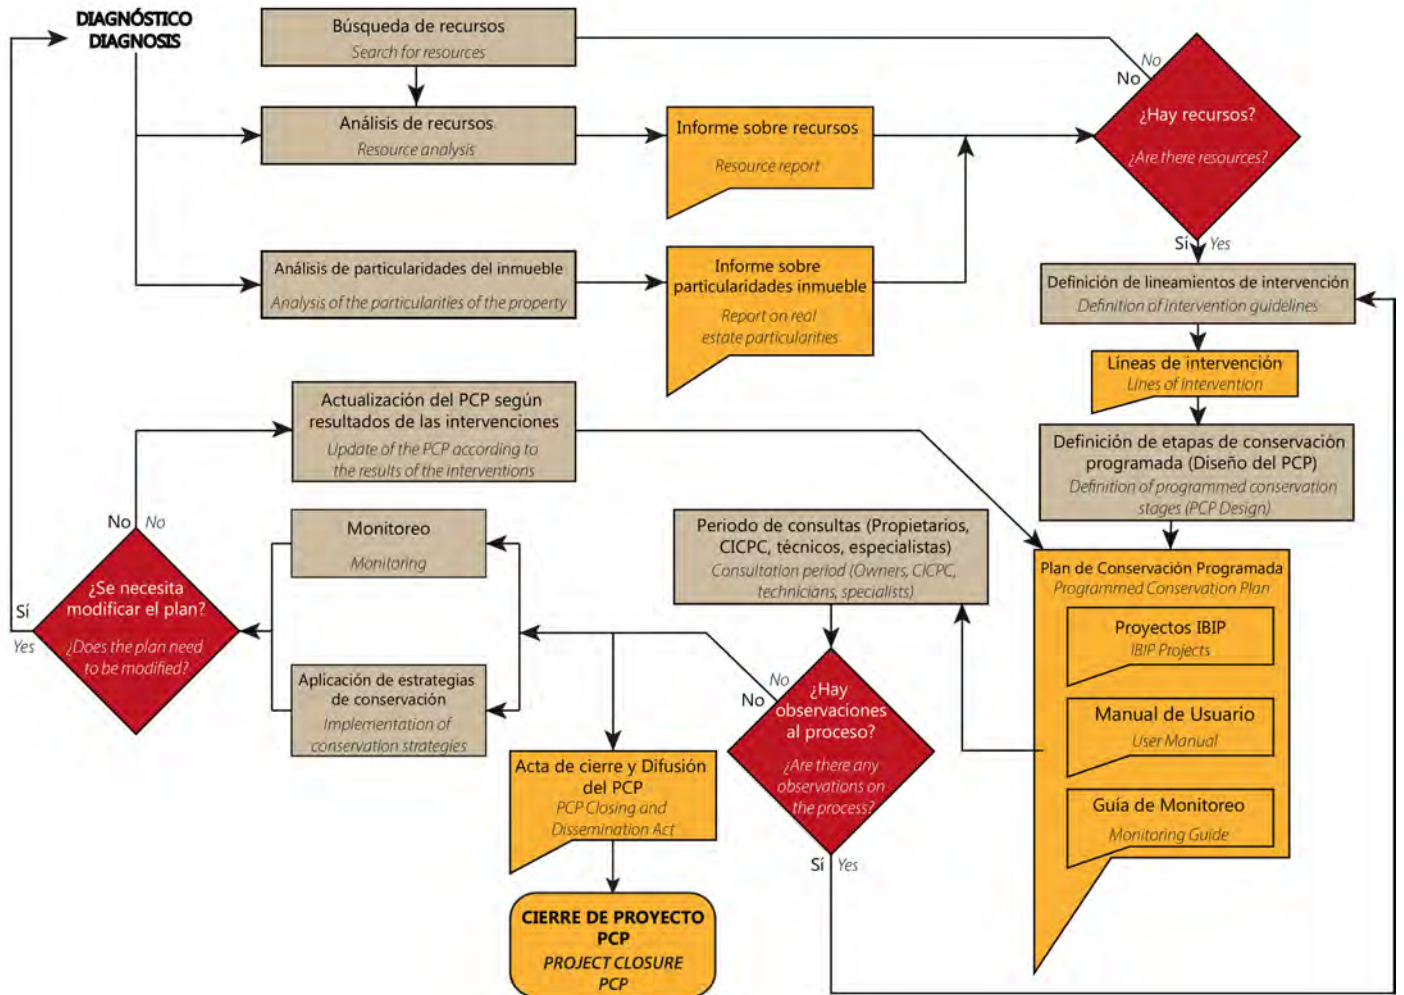 DIAGNÓSTICO
DIAGNOSIS
Búsqueda de recursos
Search for resources
Análisis de recursos
Resource analysis
Informe sobre recursos
Resource report
No
No
¿Hay recursos?
¿Are there resources?
Sí
Yes
Análisis de particularidades del inmueble
Analysis of the particularities of the property
Informe sobre
particularidades inmueble
Report on real
estate particularities
Definición de lineamientos de intervención
Definition of intervention guidelines
Líneas de intervención
Lines of intervention
Definición de etapas de conservación
programada (Diseño del PCP)
Definition of programmed conservation
stages (PCP Design)
Actualización del PCP según
resultados de las intervenciones
Update of the PCP according to
the results of the interventions
No
No
¿Se necesita
modificar el plan?
¿Does the plan need
to be modified?
Sí
Yes
Monitoreo
Monitoring
Aplicación de estrategias
de conservación
Implementation of
conservation strategies
Periodo de consultas (Propietarios,
CICPC, técnicos, especialistas)
Consultation period (Owners, CICPC,
technicians, specialists)
No
No
¿Hay
observaciones
al proceso?
¿Are there any
observations on
the process?
Sí
Yes
Plan de Conservación Programada
Programmed Conservation Plan
Proyectos IBIP
IBIP Projects
Manual de Usuario
User Manual
Guía de Monitoreo
Monitoring Guide
Acta de cierre y Difusión
del PCP
PCP Closing and
Dissemination Act
CIERRE DE PROYECTO
PCP
PROJECT CLOSURE
PCP